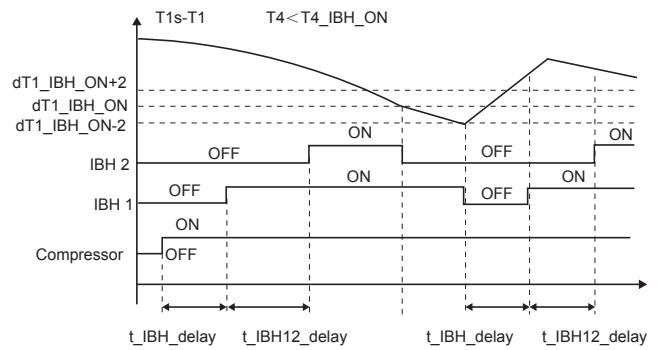 T1s-T1 T4<T4_IBH_ON
dT1_IBH_ON+2
dT1_IBH_ON
dT1_IBH_ON-2
ON
ON
OFF
OFF
IBH 2
OFF
ON
OFF
ON
IBH 1
ON
Compressor
OFF
t_IBH_delay t_IBH12_delay t_IBH_delay t_IBH12_delay